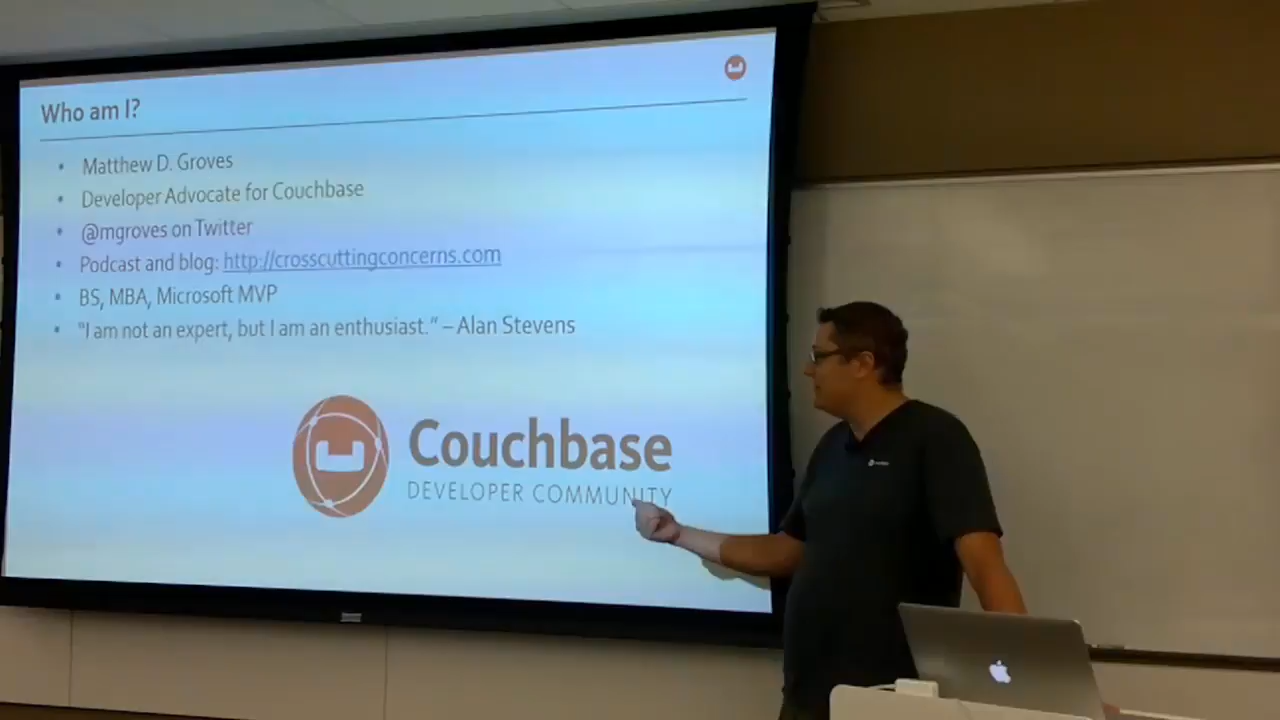 Who am I?
• Matthew D. Groves
• Developer Advocate for Couchbase
• @mgroves on Twitter
• Podcast and blog: http://crosscuttingconcerns.com
• BS, MBA, Microsoft MVP
• "I am not an expert, but I am an enthusiast." – Alan Stevens
Couchbase
DEVELOPER COMMUNITY